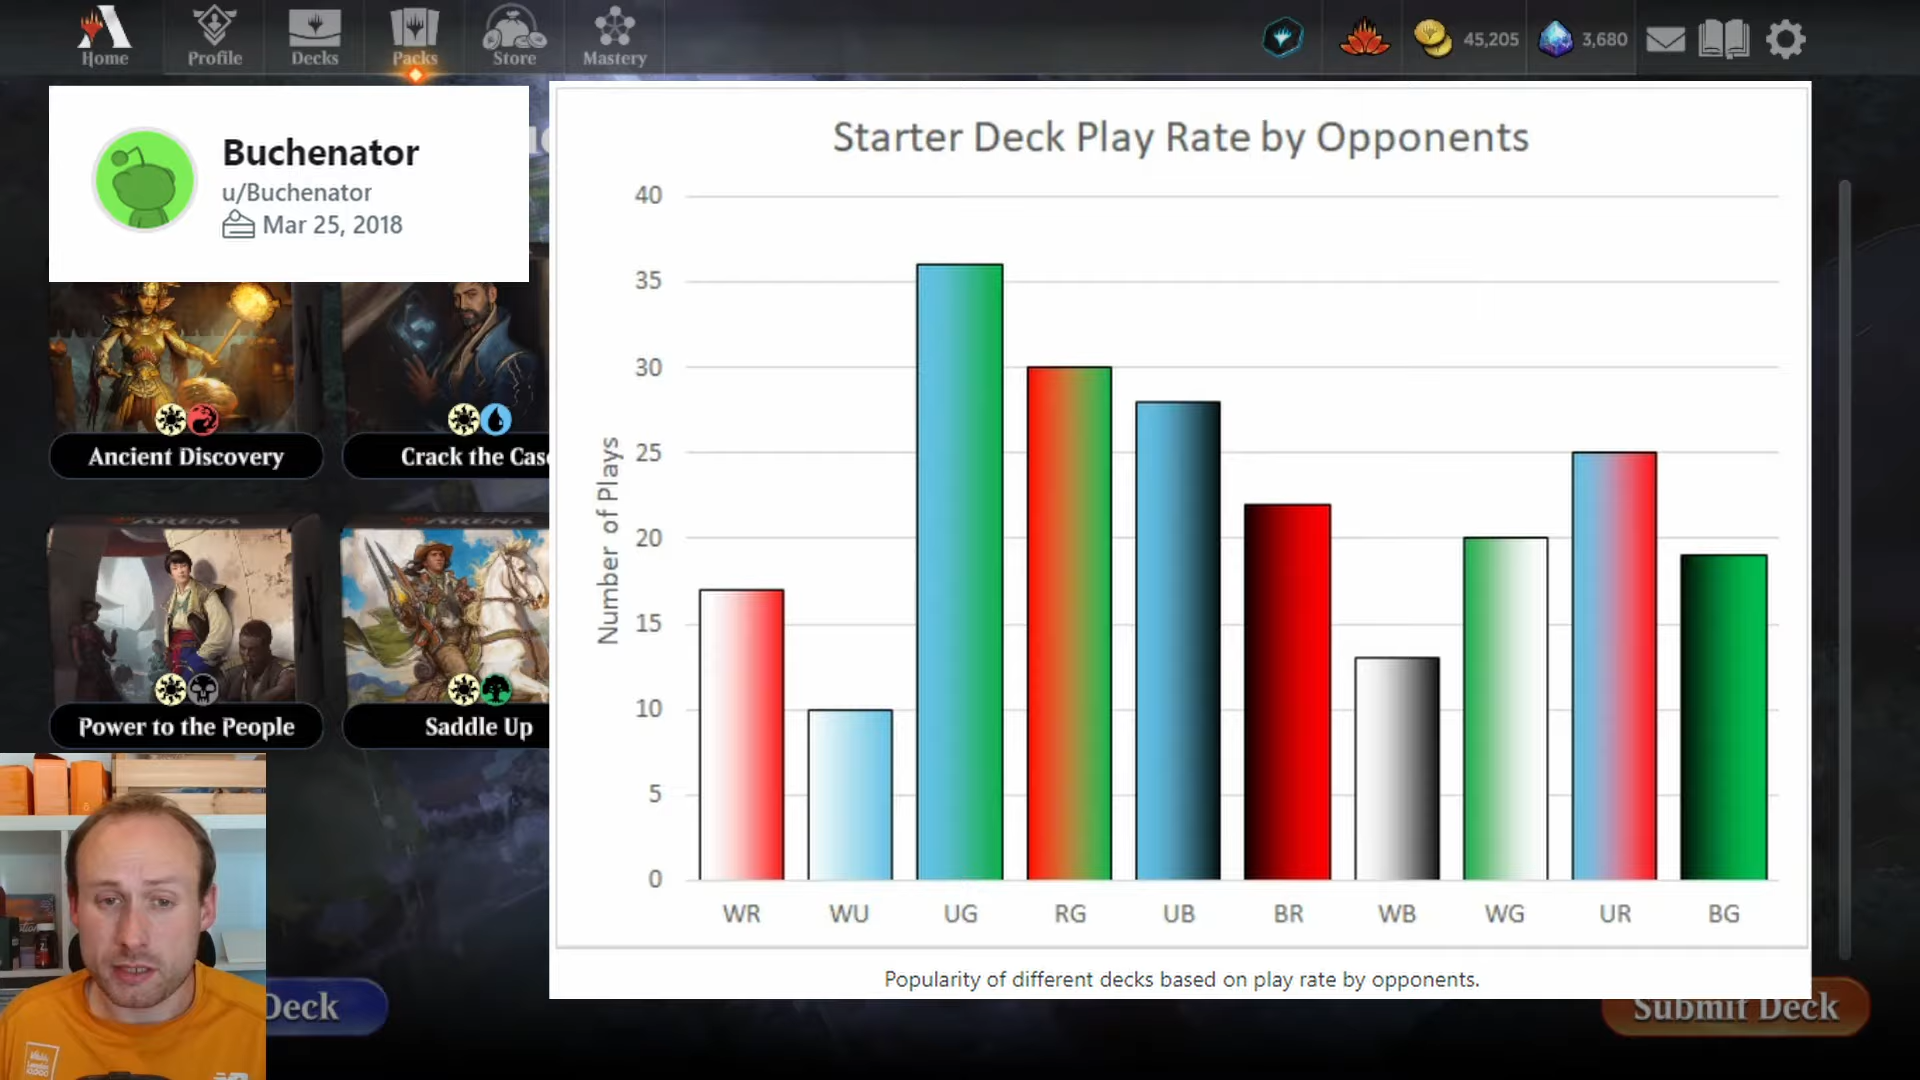 Home
Profile
Decks
Packs
Store
Mastery
45,205
3,680
Buchenator
u/Buchenator
Mar 25, 2018
Ancient Discovery
Crack the Case
Power to the People
Saddle Up
Deck
Submit Deck
Starter Deck Play Rate by Opponents
Number of Plays
40
35
30
25
20
15
10
5
0
WR WU UG RG UB BR WB WG UR BG
Popularity of different decks based on play rate by opponents.